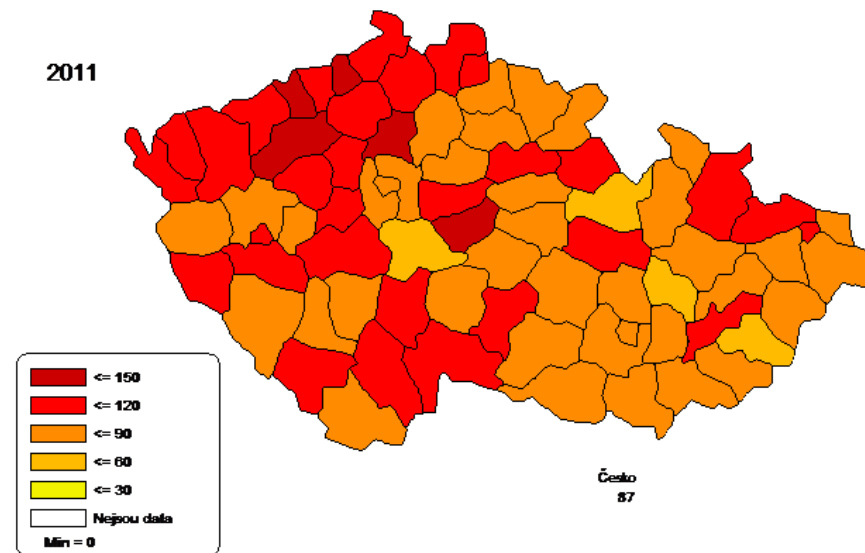 2011
<= 150
<= 120
<= 90
<= 60
<= 30
Nejsou data
Min = 0
Česko
87